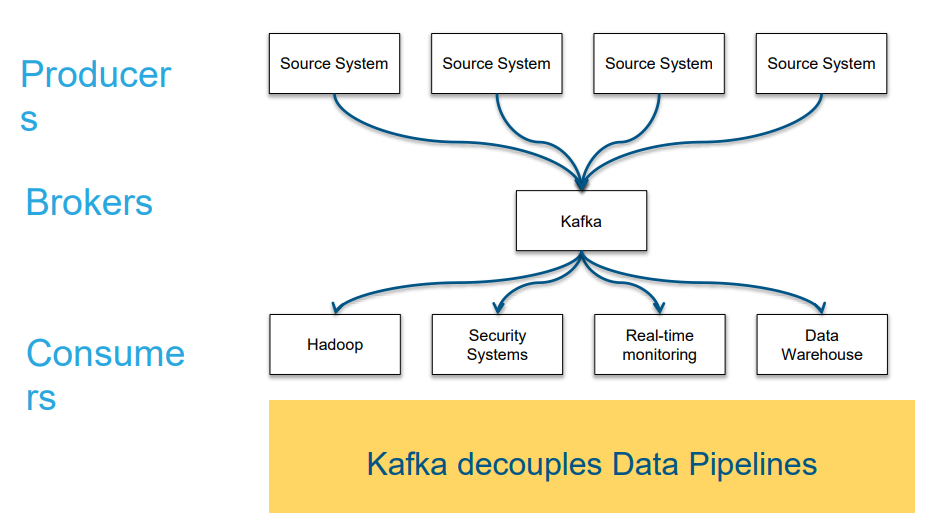 Producer
s
Source System
Source System
Source System
Source System
Brokers
Kafka
Consume
rs
Hadoop
Security
Systems
Real-time
monitoring
Data
Warehouse
Kafka decouples Data Pipelines